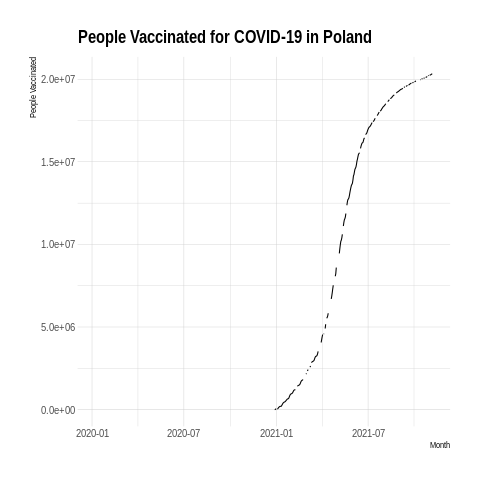 People Vaccinated for COVID-19 in Poland
People Vaccinated
2.0e+07
1.5e+07
1.0e+07
5.0e+06
0.0e+00
2020-01 2020-07 2021-01 2021-07
Month